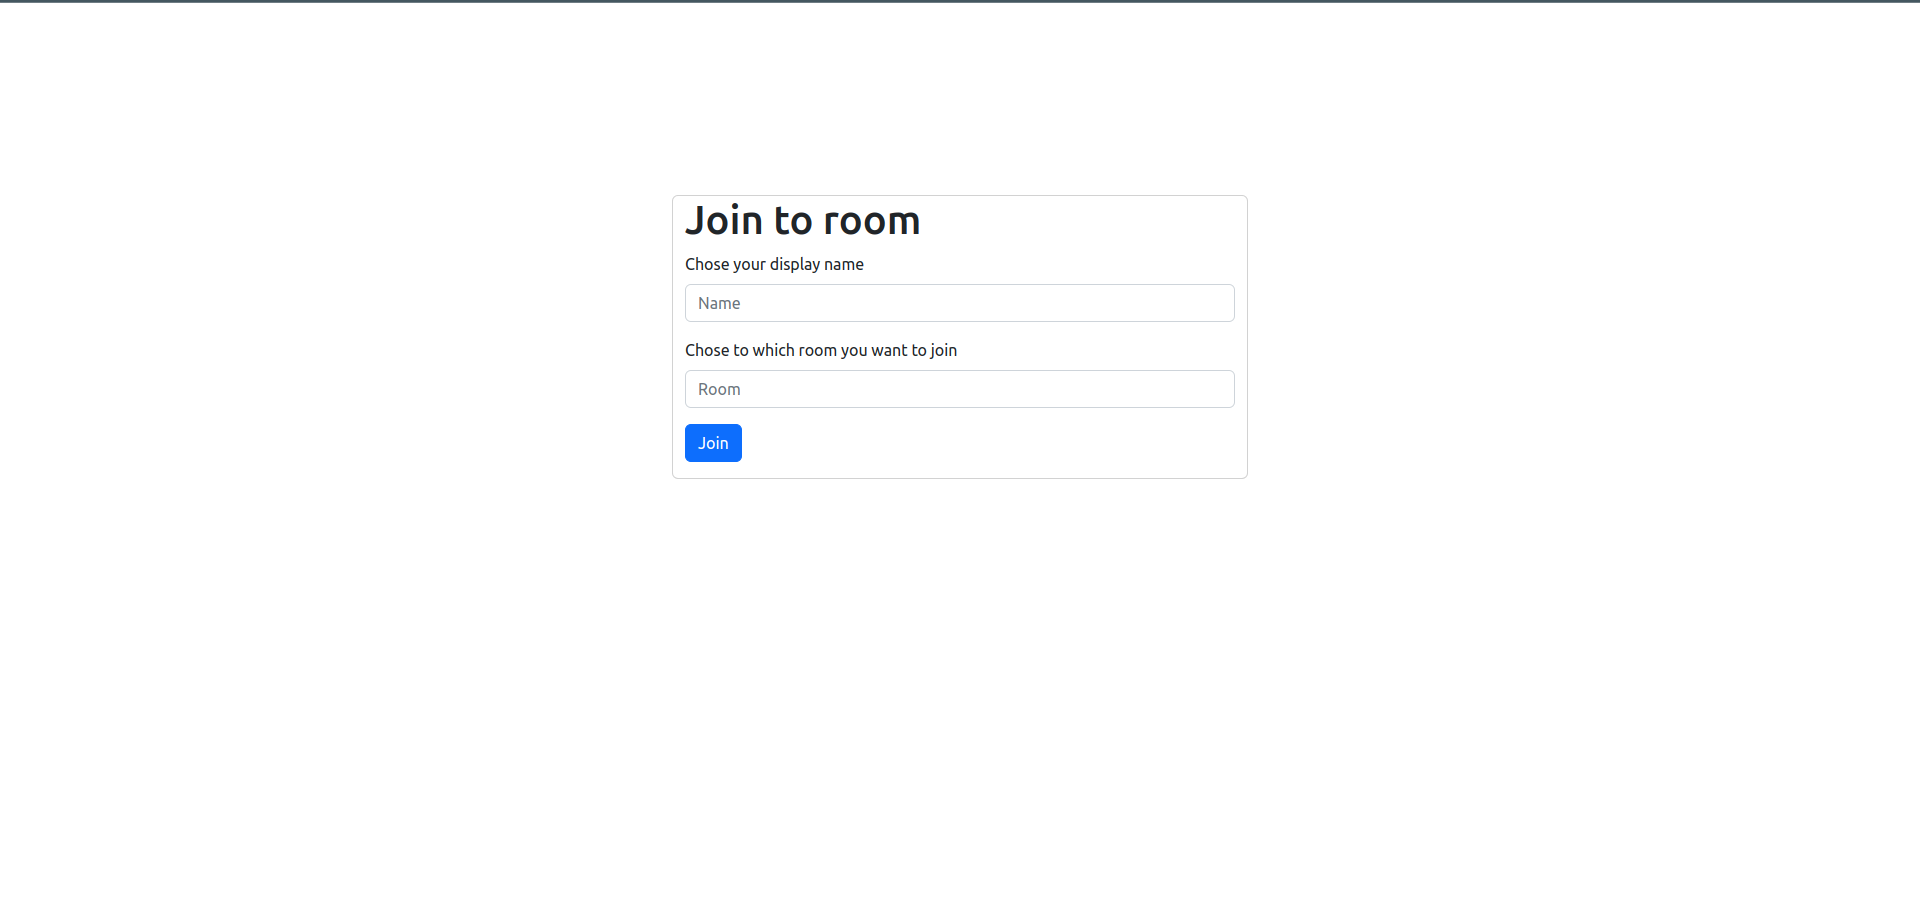 Join to room
Chose your display name
Name
Chose to which room you want to join
Room
Join